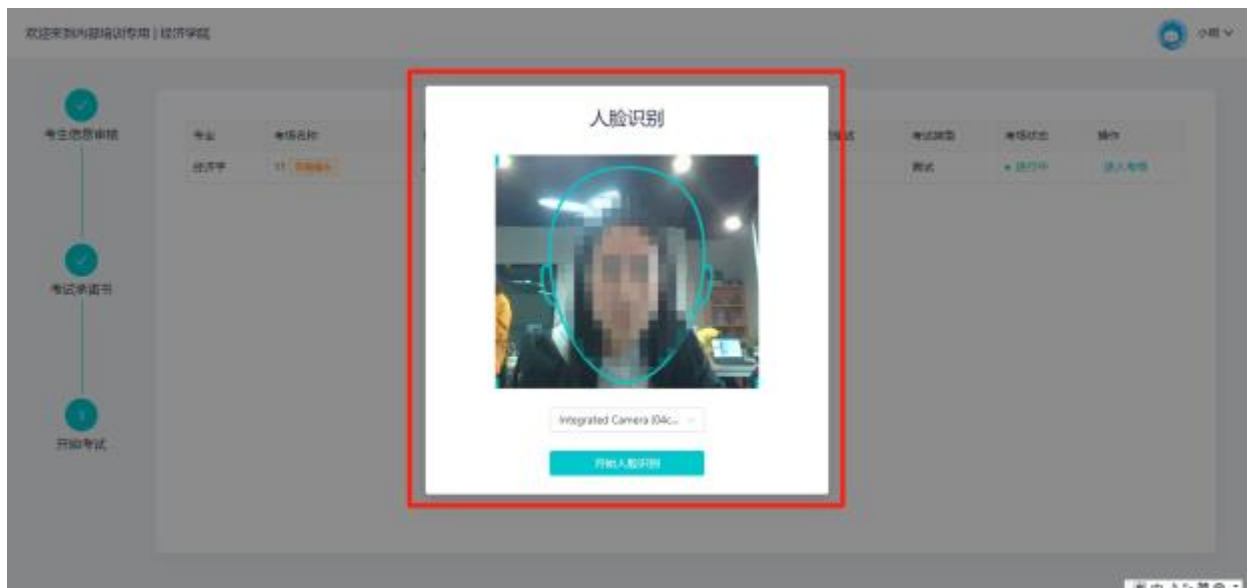 欢迎来到内部培训专用 | 经济学院
小明
考生信息审核
考试承诺书
开始考试
专业
考场名称
考试类型
考场状态
操作
经济学
11
测试
进行中
进入考场
人脸识别
Integrated Camera (04c...
开始人脸识别